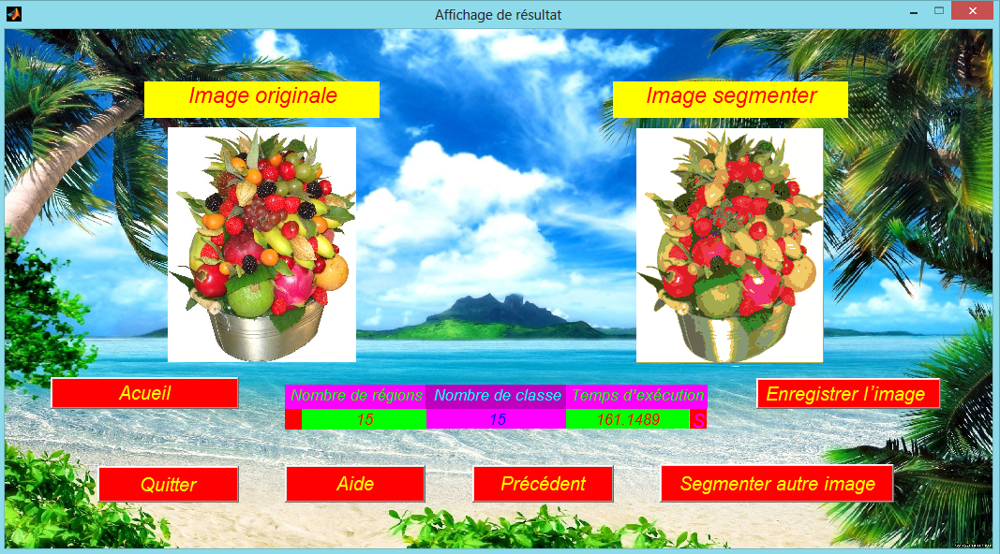 Affichage de résultat
Image originale
Image segmenter
Acueil
Nombre de régions Nombre de classe Temps d'exécution
15 15 161.1489 S
Enregistrer l'image
Quitter
Aide
Précédent
Segmenter autre image